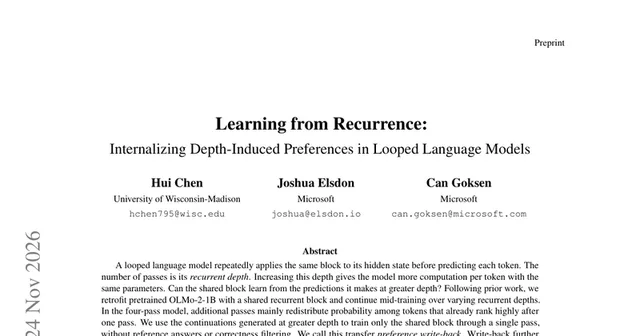 Preprint
Learning from Recurrence:
Internalizing Depth-Induced Preferences in Looped Language Models
Hui Chen Joshua Elsdon Can Goksen
University of Wisconsin-Madison Microsoft Microsoft
hchen795@wisc.edu joshua@elsdon.io can.goksen@microsoft.com
24 Nov 2026
Abstract
A looped language model repeatedly applies the same block to its hidden state before predicting each token. The
number of passes is its recurrent depth. Increasing this depth gives the model more computation per token with the
same parameters. Can the shared block learn from the predictions it makes at greater depth? Following prior work, we
retrofit pretrained OLMo-2-1B with a shared recurrent block and continue mid-training over varying recurrent depths.
In the four-pass model, additional passes mainly redistribute probability among tokens that already rank highly after
one pass. We use the continuations generated at greater depth to train only the shared block through a single pass,
without reference answers or correctness filtering. We call this transfer preference write-back. Write-back further